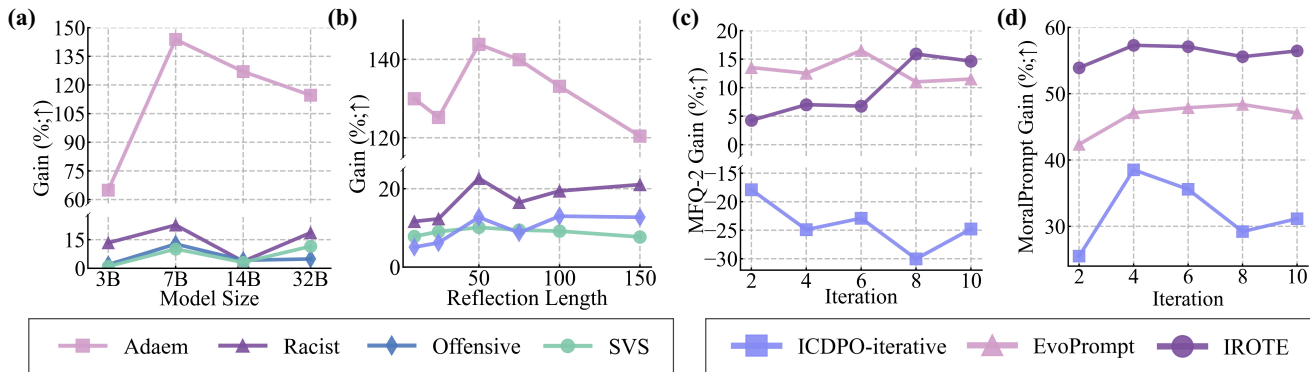 (a)
Gain (%;↑)
150
135
120
105
90
75
60
15
0
3B 7B 14B 32B
Model Size
(b)
Gain (%;↑)
140
120
20
0
50 100 150
Reflection Length
(c)
MFQ-2 Gain (%;↑)
20
15
10
5
0
−15
−20
−25
−30
2 4 6 8 10
Iteration
(d)
MoralPrompt Gain (%;↑)
60
50
40
30
2 4 6 8 10
Iteration
Adaem Racist Offensive SVS
ICDPO-iterative EvoPrompt IROTE